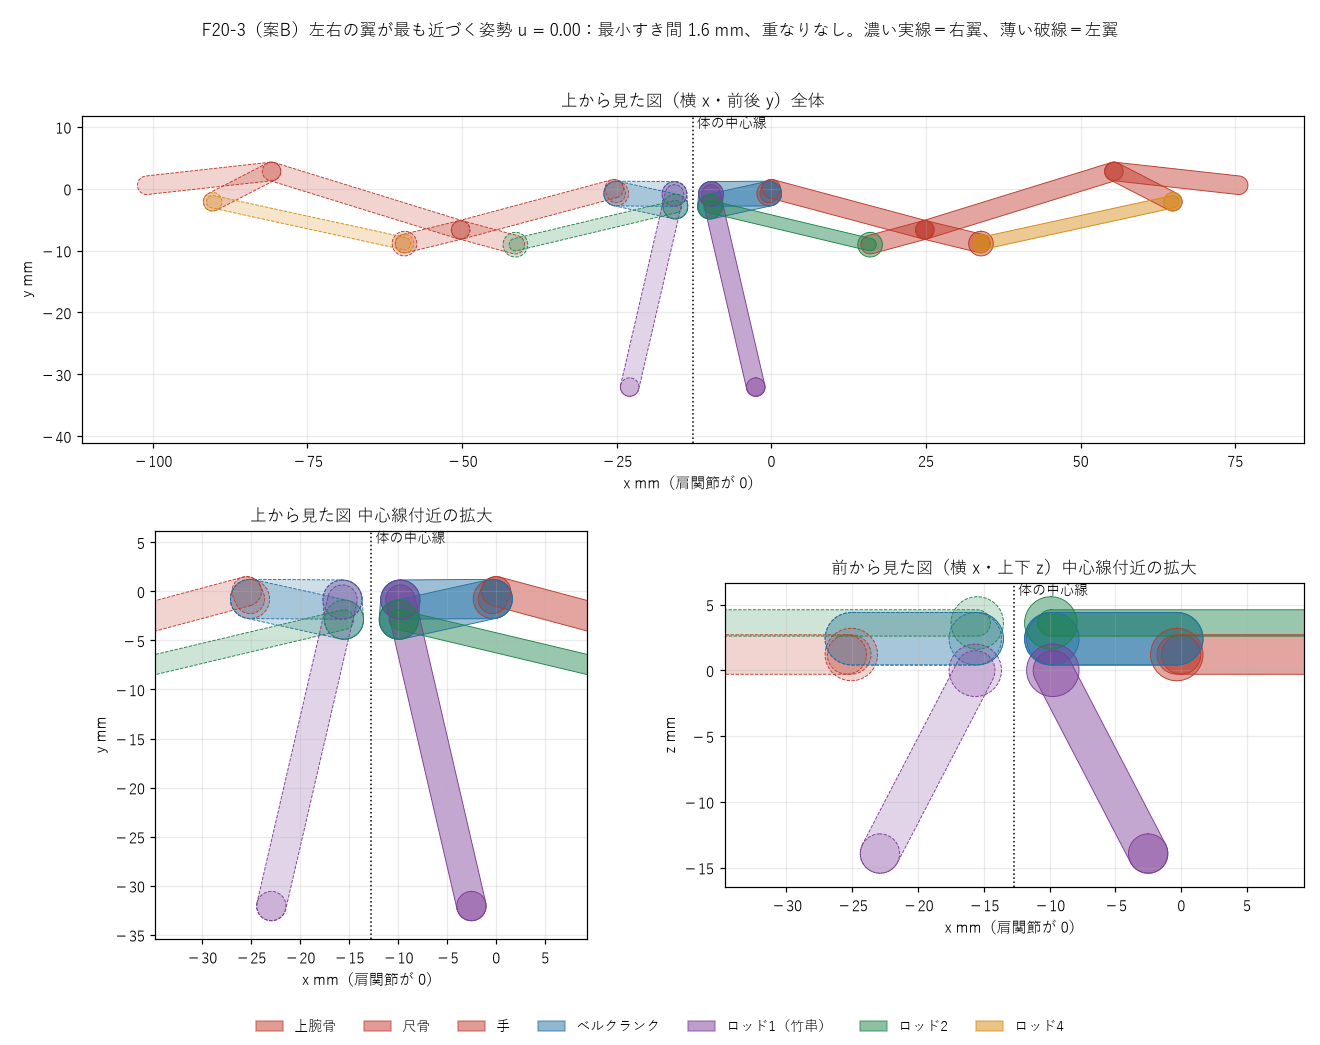 F20-3（案B）左右の翼が最も近づく姿勢 u = 0.00：最小すき間 1.6 mm、重なりなし。濃い実線＝右翼、薄い破線＝左翼
上から見た図（横 x・前後 y）全体
体の中心線
10
0
−10
−20
−30
−40
y mm
−100
−75
−50
−25
0
25
50
75
x mm（肩関節が 0）
上から見た図 中心線付近の拡大
体の中心線
5
0
−5
−10
−15
−20
−25
−30
−35
y mm
−30
−25
−20
−15
−10
−5
0
5
x mm（肩関節が 0）
前から見た図（横 x・上下 z）中心線付近の拡大
体の中心線
5
0
−5
−10
−15
z mm
−30
−25
−20
−15
−10
−5
0
5
x mm（肩関節が 0）
上腕骨
尺骨
手
ベルクランク
ロッド1（竹串）
ロッド2
ロッド4